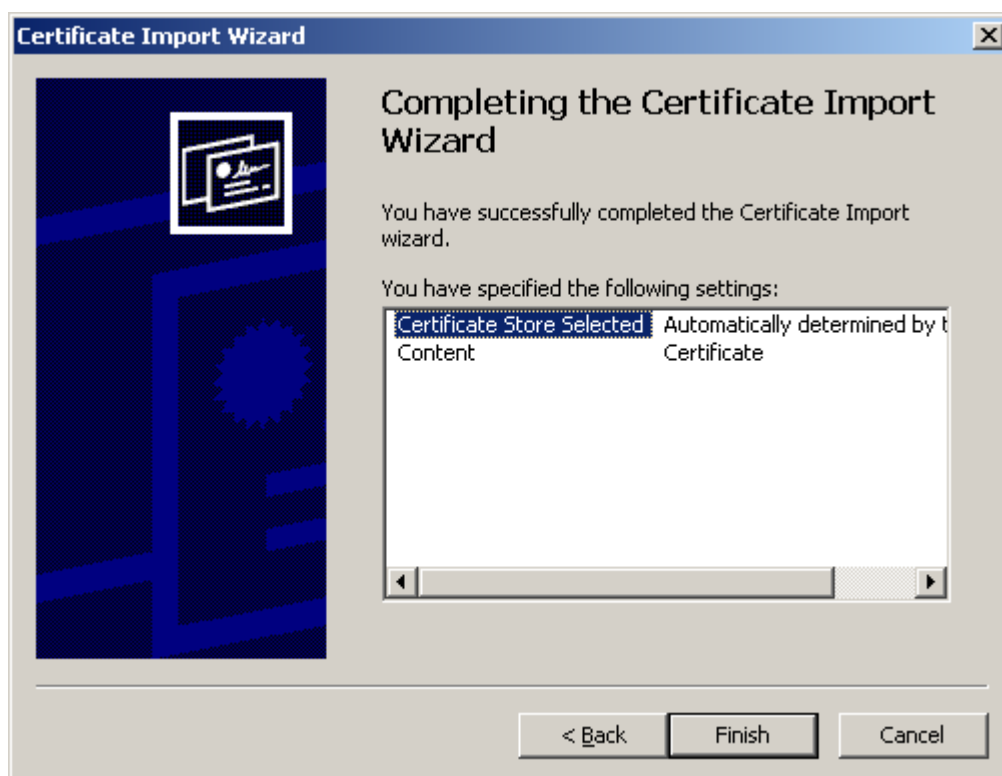 Certificate Import Wizard
Completing the Certificate Import
Wizard
You have successfully completed the Certificate Import
wizard.
You have specified the following settings:
Certificate Store Selected Automatically determined by t
Content Certificate
< Back Finish Cancel